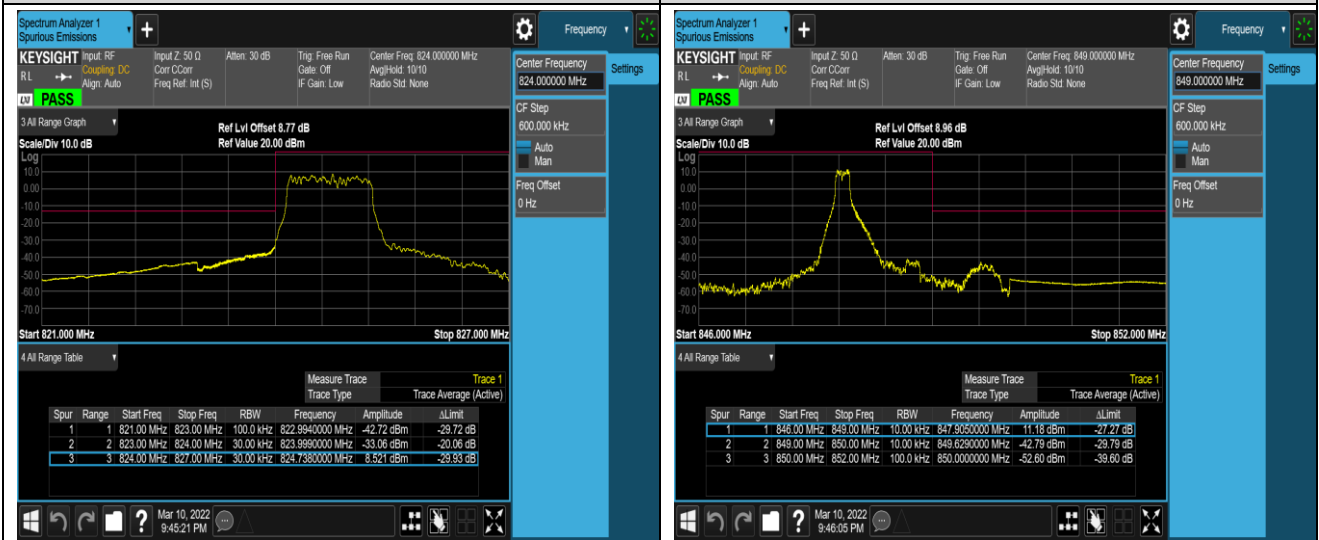 Spectrum Analyzer 1
Spurious Emissions
+
Frequency
KEYSIGHT
Input: RF
Input Z: 50 Ω
Atten: 30 dB
Trig: Free Run
Center Freq: 824.000000 MHz
RL
Coupling: DC
Corr CCorr
Gate: Off
Avg|Hold: 10/10
Align: Auto
Freq Ref: Int (S)
IF Gain: Low
Radio Std: None
LXI
PASS
Center Frequency
824.000000 MHz
Settings
CF Step
600.000 kHz
Auto
Man
Freq Offset
0 Hz
3 All Range Graph
Ref Lvl Offset 8.77 dB
Scale/Div 10.0 dB
Ref Value 20.00 dBm
Log
10.0
0.00
-10.0
-20.0
-30.0
-40.0
-50.0
-60.0
-70.0
Start 821.000 MHz
Stop 827.000 MHz
4 All Range Table
Measure Trace Trace 1
Trace Type Trace Average (Active)
Spur Range Start Freq Stop Freq RBW Frequency Amplitude ΔLimit
1 1 821.00 MHz 823.00 MHz 100.0 kHz 822.9940000 MHz -42.72 dBm -29.72 dB
2 2 823.00 MHz 824.00 MHz 30.00 kHz 823.9990000 MHz -33.06 dBm -20.06 dB
3 3 824.00 MHz 827.00 MHz 30.00 kHz 824.7380000 MHz 8.521 dBm -29.93 dB
?
Mar 10, 2022
9:45:21 PM
Spectrum Analyzer 1
Spurious Emissions
+
Frequency
KEYSIGHT
Input: RF
Input Z: 50 Ω
Atten: 30 dB
Trig: Free Run
Center Freq: 849.000000 MHz
RL
Coupling: DC
Corr CCorr
Gate: Off
Avg|Hold: 10/10
Align: Auto
Freq Ref: Int (S)
IF Gain: Low
Radio Std: None
LXI
PASS
Center Frequency
849.000000 MHz
Settings
CF Step
600.000 kHz
Auto
Man
Freq Offset
0 Hz
3 All Range Graph
Ref Lvl Offset 8.96 dB
Scale/Div 10.0 dB
Ref Value 20.00 dBm
Log
10.0
0.00
-10.0
-20.0
-30.0
-40.0
-50.0
-60.0
-70.0
Start 846.000 MHz
Stop 852.000 MHz
4 All Range Table
Measure Trace Trace 1
Trace Type Trace Average (Active)
Spur Range Start Freq Stop Freq RBW Frequency Amplitude ΔLimit
1 1 846.00 MHz 849.00 MHz 10.00 kHz 847.9050000 MHz 11.18 dBm -27.27 dB
2 2 849.00 MHz 850.00 MHz 10.00 kHz 849.6290000 MHz -42.79 dBm -29.79 dB
3 3 850.00 MHz 852.00 MHz 100.0 kHz 850.0000000 MHz -52.60 dBm -39.60 dB
?
Mar 10, 2022
9:46:05 PM